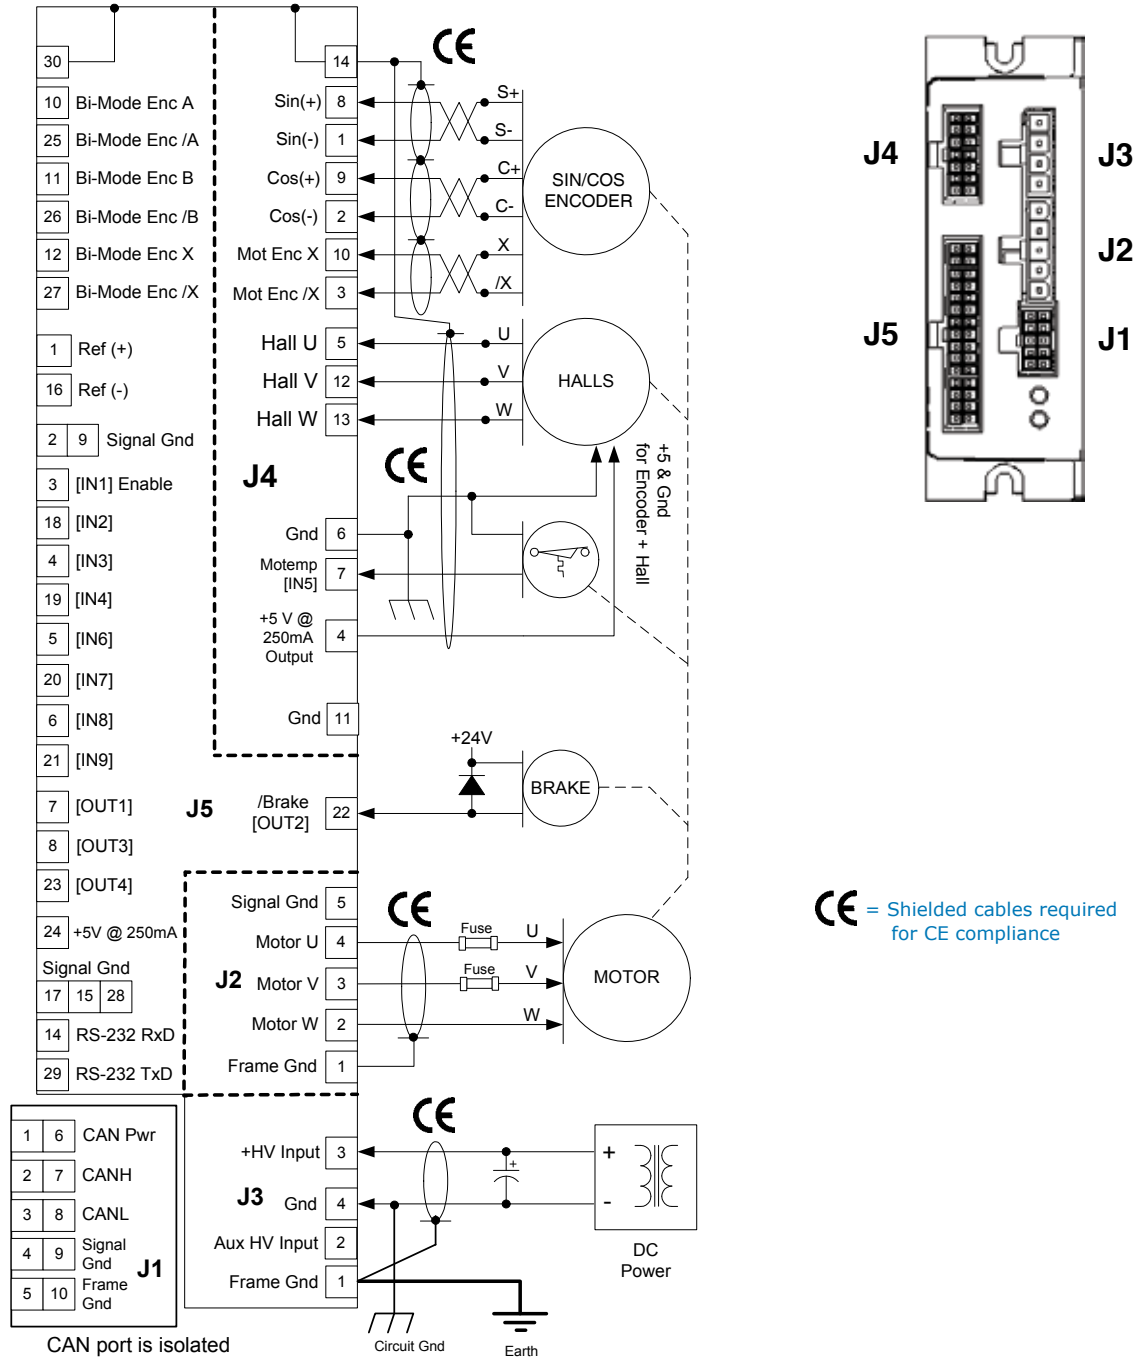 30
10 Bi-Mode Enc A
25 Bi-Mode Enc /A
11 Bi-Mode Enc B
26 Bi-Mode Enc /B
12 Bi-Mode Enc X
27 Bi-Mode Enc /X
1 Ref (+)
16 Ref (-)
2 9 Signal Gnd
3 [IN1] Enable
18 [IN2]
4 [IN3]
19 [IN4]
5 [IN6]
20 [IN7]
6 [IN8]
21 [IN9]
7 [OUT1]
8 [OUT3]
23 [OUT4]
24 +5V @ 250mA
Signal Gnd
17 15 28
14 RS-232 RxD
29 RS-232 TxD
J5
14
Sin(+) 8
Sin(-) 1
Cos(+) 9
Cos(-) 2
Mot Enc X 10
Mot Enc /X 3
Hall U 5
Hall V 12
Hall W 13
J4
Gnd 6
Motemp
[IN5] 7
+5 V @
250mA
Output
4
Gnd 11
/Brake
[OUT2] 22
CE
S+
S-
C+
C-
X
/X
SIN/COS
ENCODER
U
V
W
HALLS
CE
+5 & Gnd
for Encoder + Hall
+24V
BRAKE
Signal Gnd 5
Motor U 4
J2 Motor V 3
Motor W 2
Frame Gnd 1
CE
Fuse U
Fuse V
W
MOTOR
+HV Input 3
J3 Gnd 4
Aux HV Input 2
Frame Gnd 1
CE
+
+
-
DC
Power
Circuit Gnd
Earth
1 6 CAN Pwr
2 7 CANH
3 8 CANL
4 9 Signal
Gnd
5 10 Frame
Gnd
J1
CAN port is isolated
J4
J3
J2
J5
J1
CE = Shielded cables required
for CE compliance